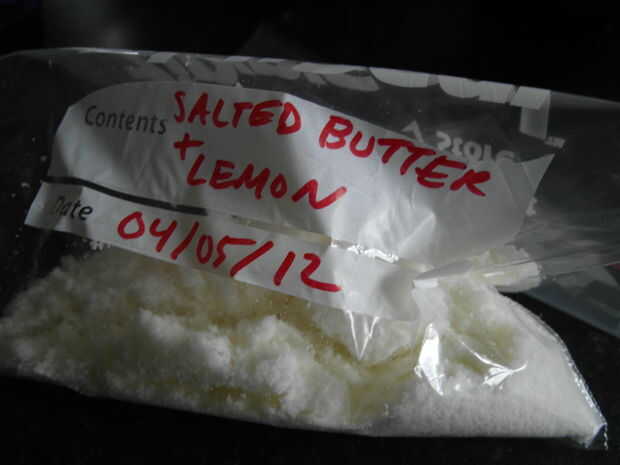 Contents SALTED BUTTER
+
LEMON
Date 04/05/12